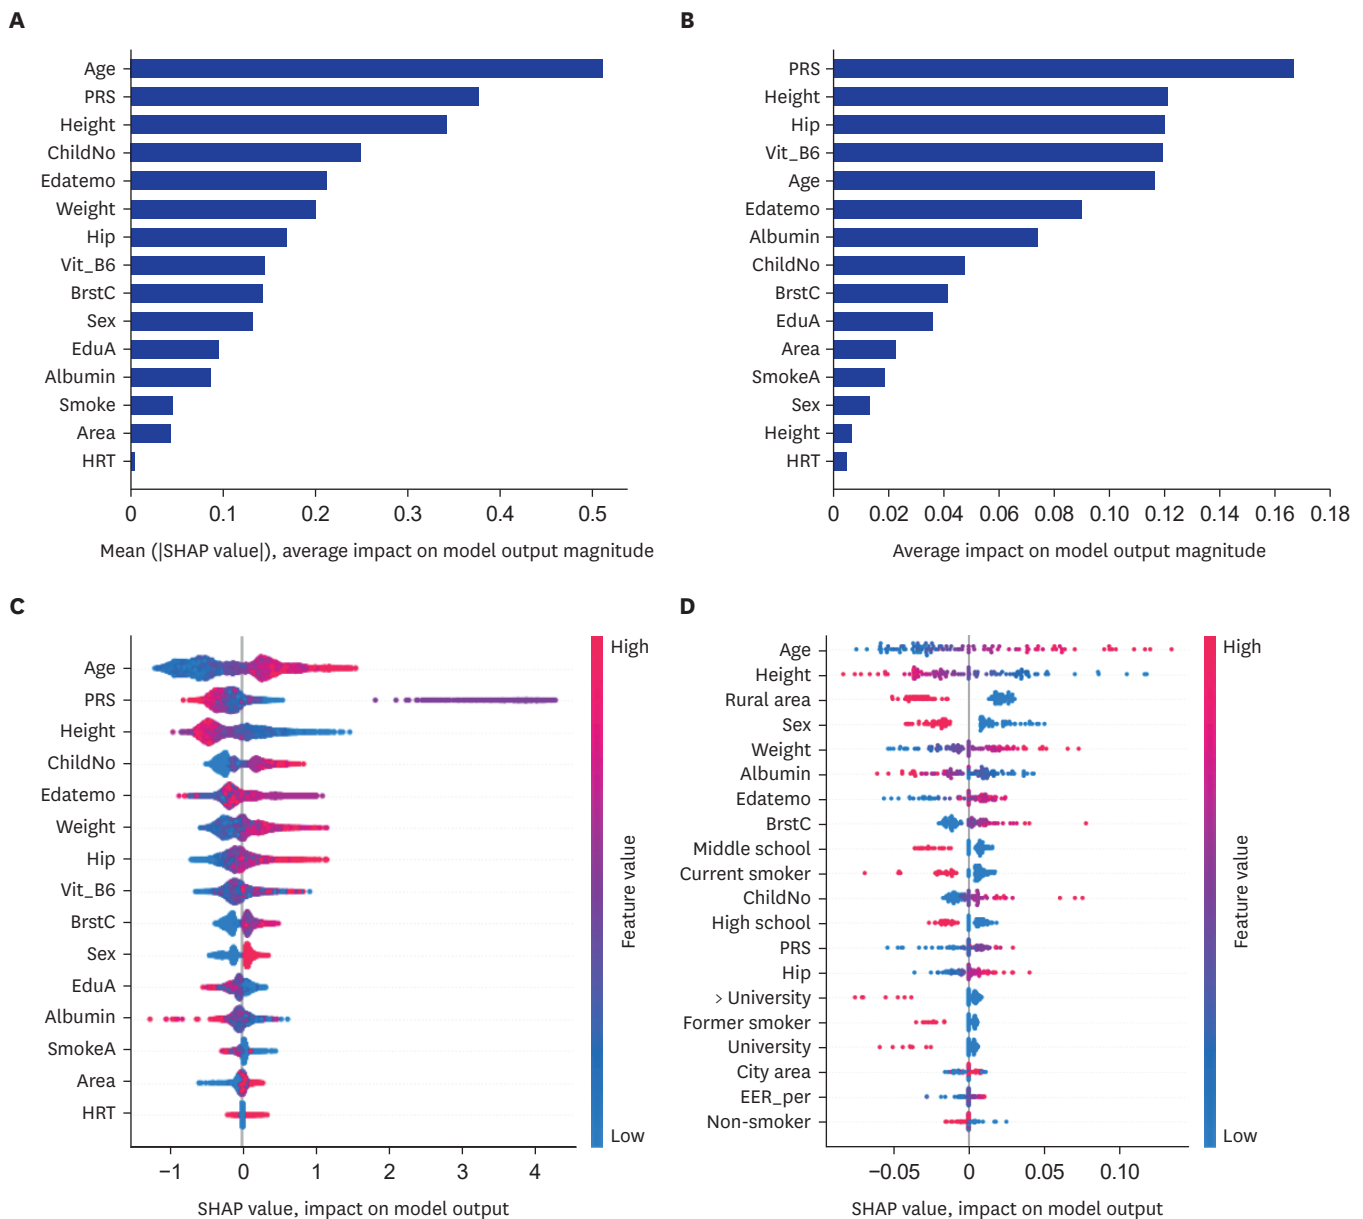 A
Age
PRS
Height
ChildNo
Edatemo
Weight
Hip
Vit_B6
BrstC
Sex
EduA
Albumin
Smoke
Area
HRT
0 0.1 0.2 0.3 0.4 0.5
Mean (|SHAP value|), average impact on model output magnitude
B
PRS
Height
Hip
Vit_B6
Age
Edatemo
Albumin
ChildNo
BrstC
EduA
Area
SmokeA
Sex
Height
HRT
0 0.02 0.04 0.06 0.08 0.10 0.12 0.14 0.16 0.18
Average impact on model output magnitude
C
Age
PRS
Height
ChildNo
Edatemo
Weight
Hip
Vit_B6
BrstC
Sex
EduA
Albumin
SmokeA
Area
HRT
−1 0 1 2 3 4
SHAP value, impact on model output
High
Feature value
Low
D
Age
Height
Rural area
Sex
Weight
Albumin
Edatemo
BrstC
Middle school
Current smoker
ChildNo
High school
PRS
Hip
> University
Former smoker
University
City area
EER_per
Non-smoker
−0.05 0 0.05 0.10
SHAP value, impact on model output
High
Feature value
Low